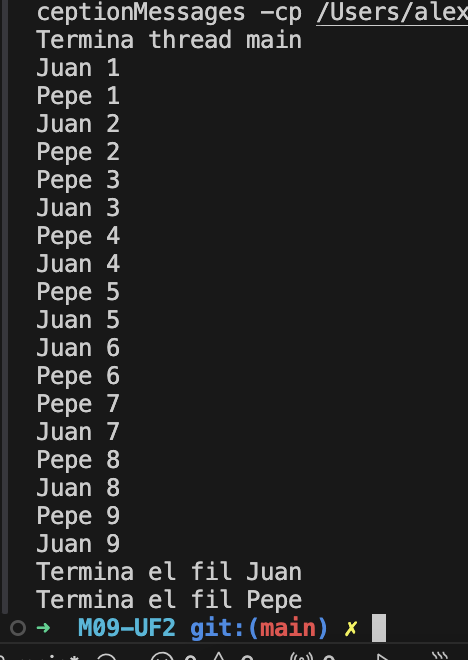 ceptionMessages -cp /Users/alex
Termina thread main
Juan 1
Pepe 1
Juan 2
Pepe 2
Pepe 3
Juan 3
Pepe 4
Juan 4
Pepe 5
Juan 5
Juan 6
Pepe 6
Pepe 7
Juan 7
Pepe 8
Juan 8
Pepe 9
Juan 9
Termina el fil Juan
Termina el fil Pepe
➜ M09-UF2 git:(main) ✗